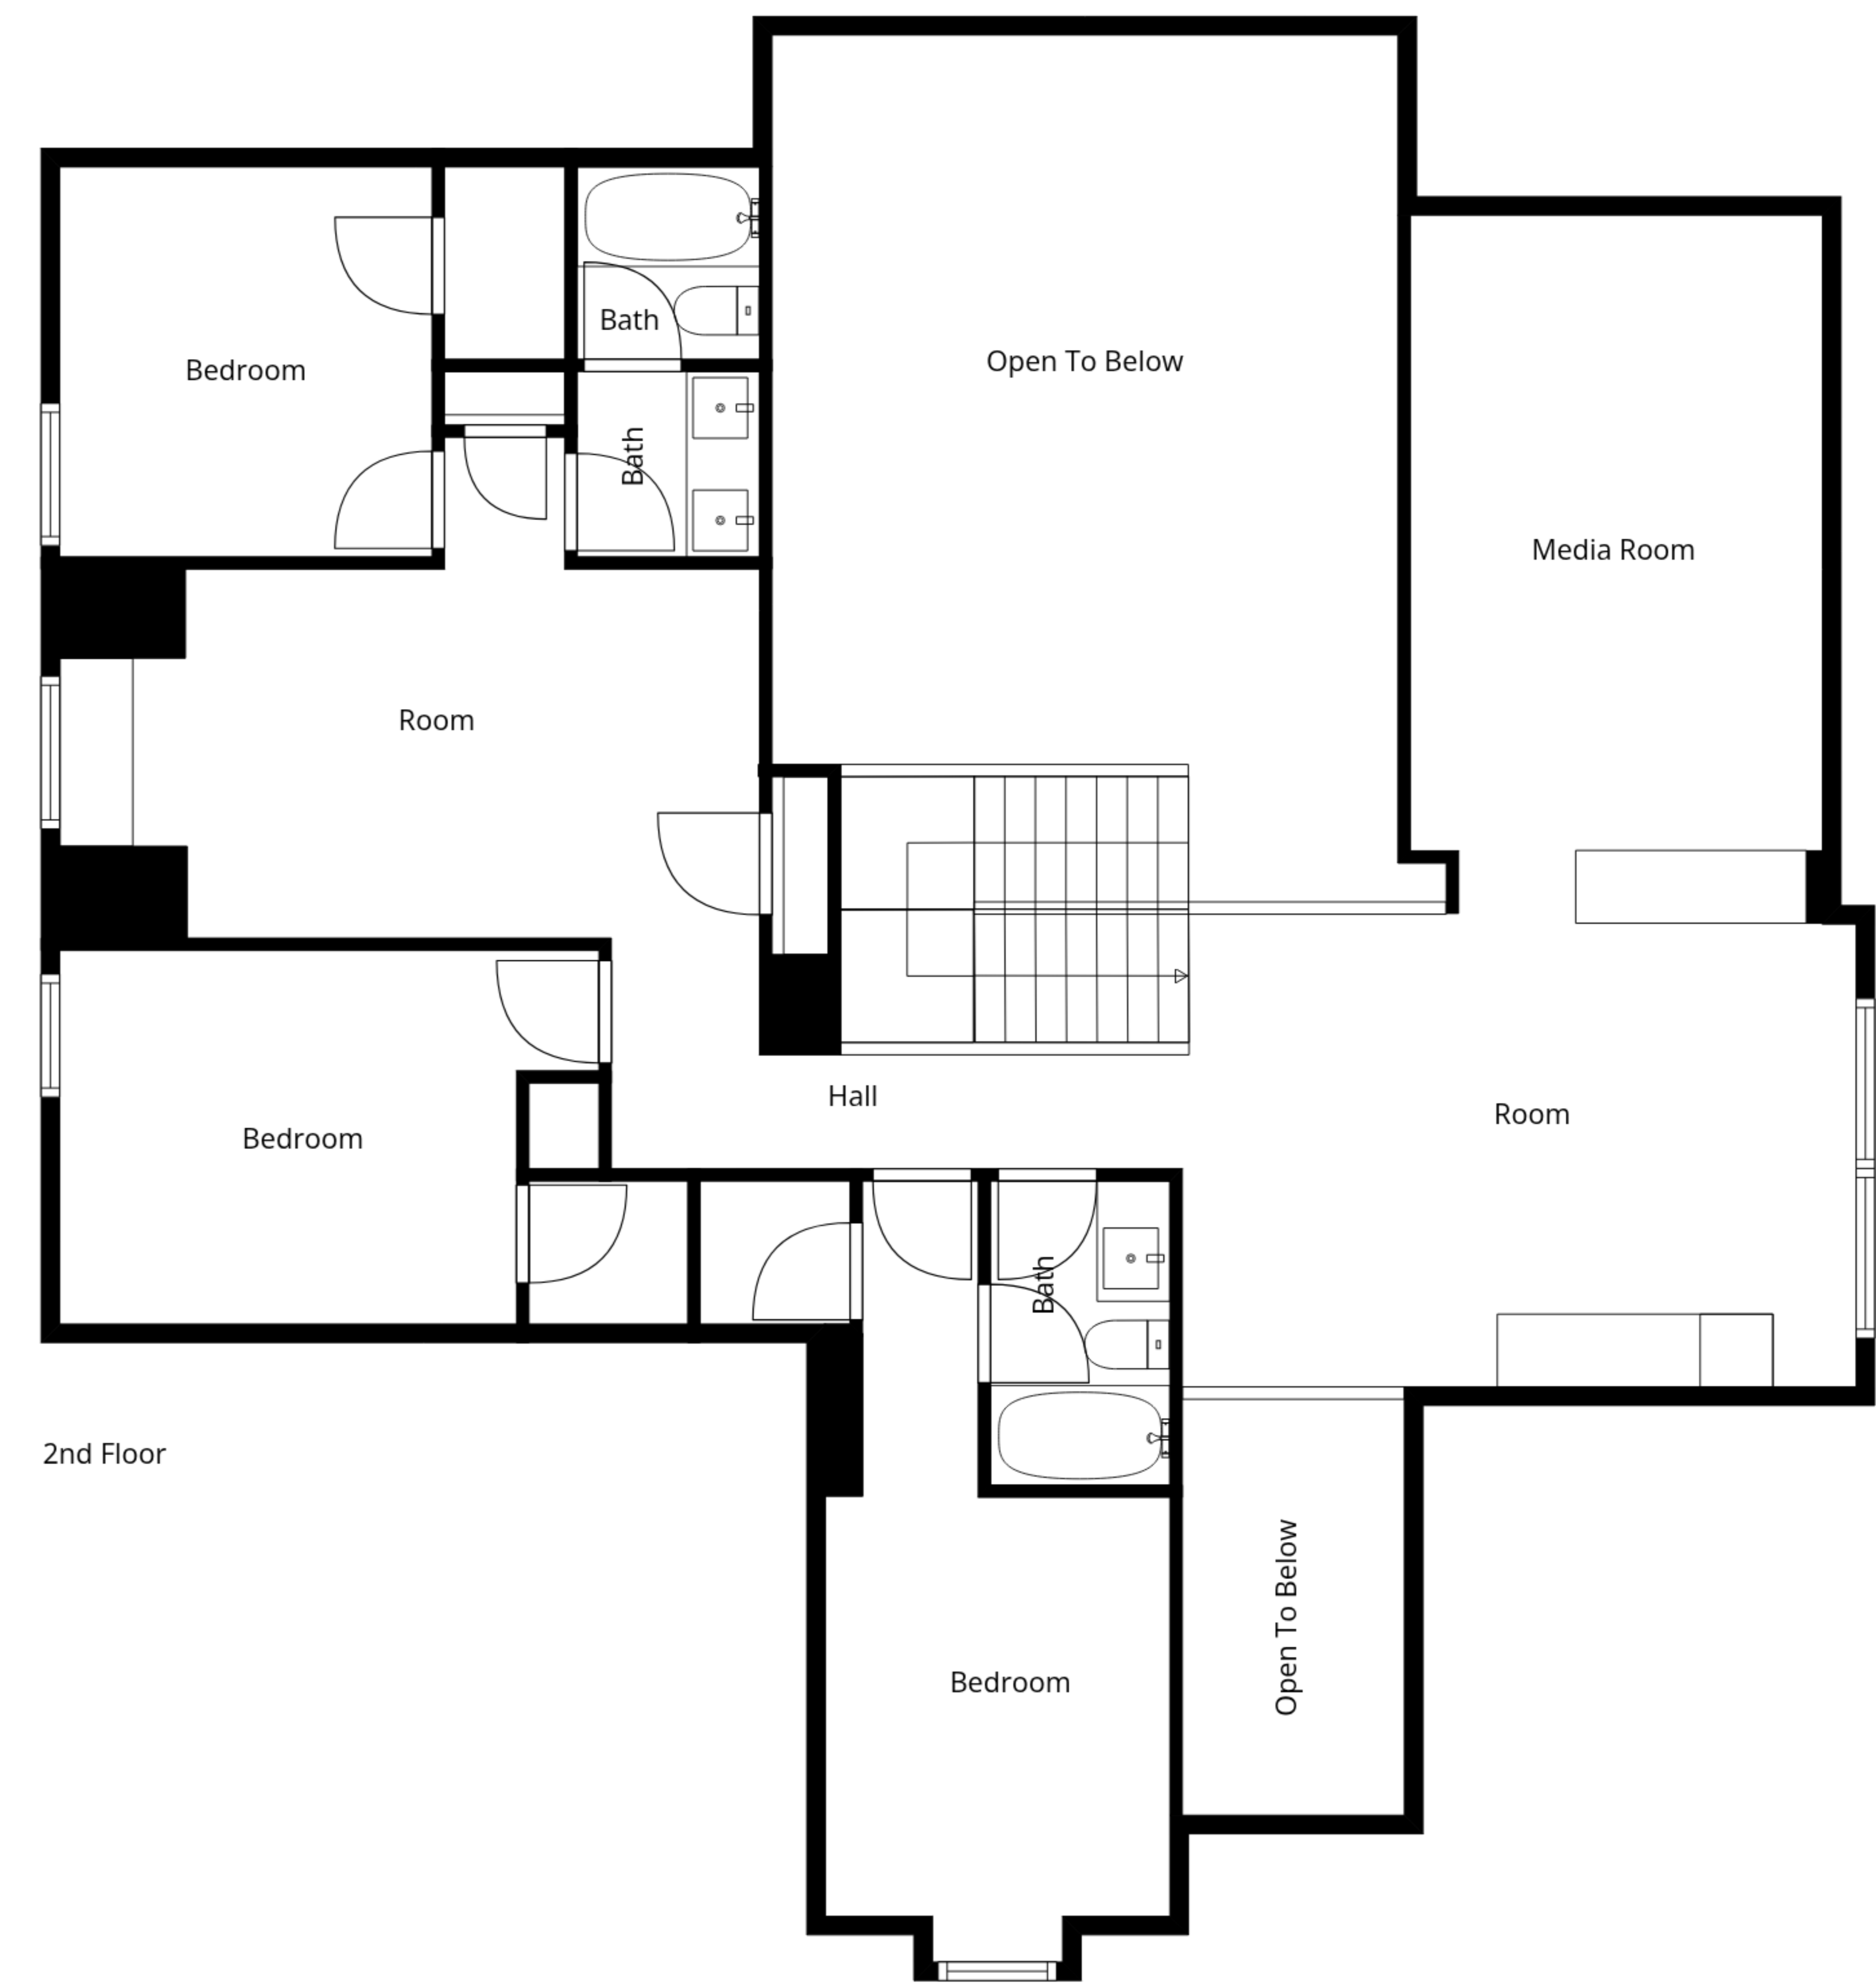 Bath
Open To Below
Bedroom
Bath
Media Room
Room
Hall
Room
Bedroom
Bath
2nd Floor
Open To Below
Bedroom